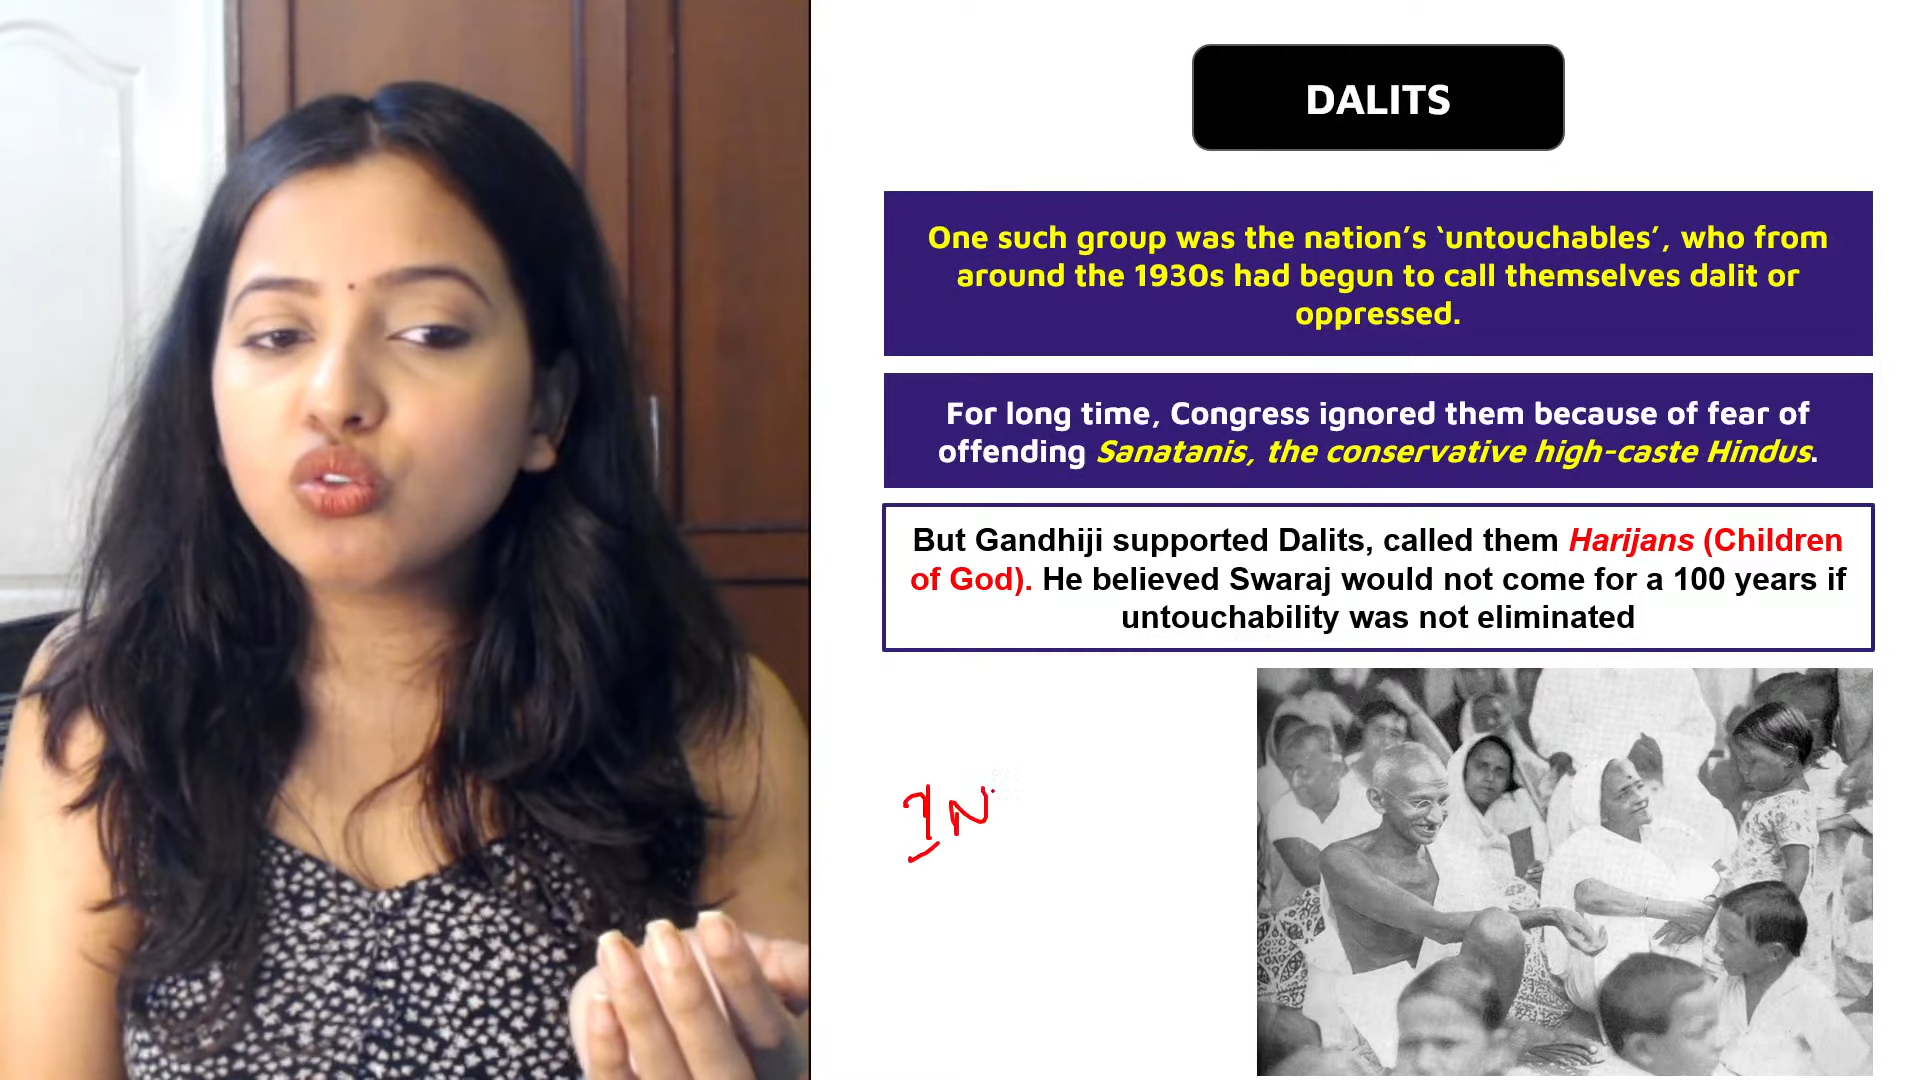 DALITS
One such group was the nation's ‘untouchables’, who from
around the 1930s had begun to call themselves dalit or
oppressed.
For long time, Congress ignored them because of fear of
offending Sanatanis, the conservative high-caste Hindus.
But Gandhiji supported Dalits, called them Harijans (Children
of God). He believed Swaraj would not come for a 100 years if
untouchability was not eliminated
IN